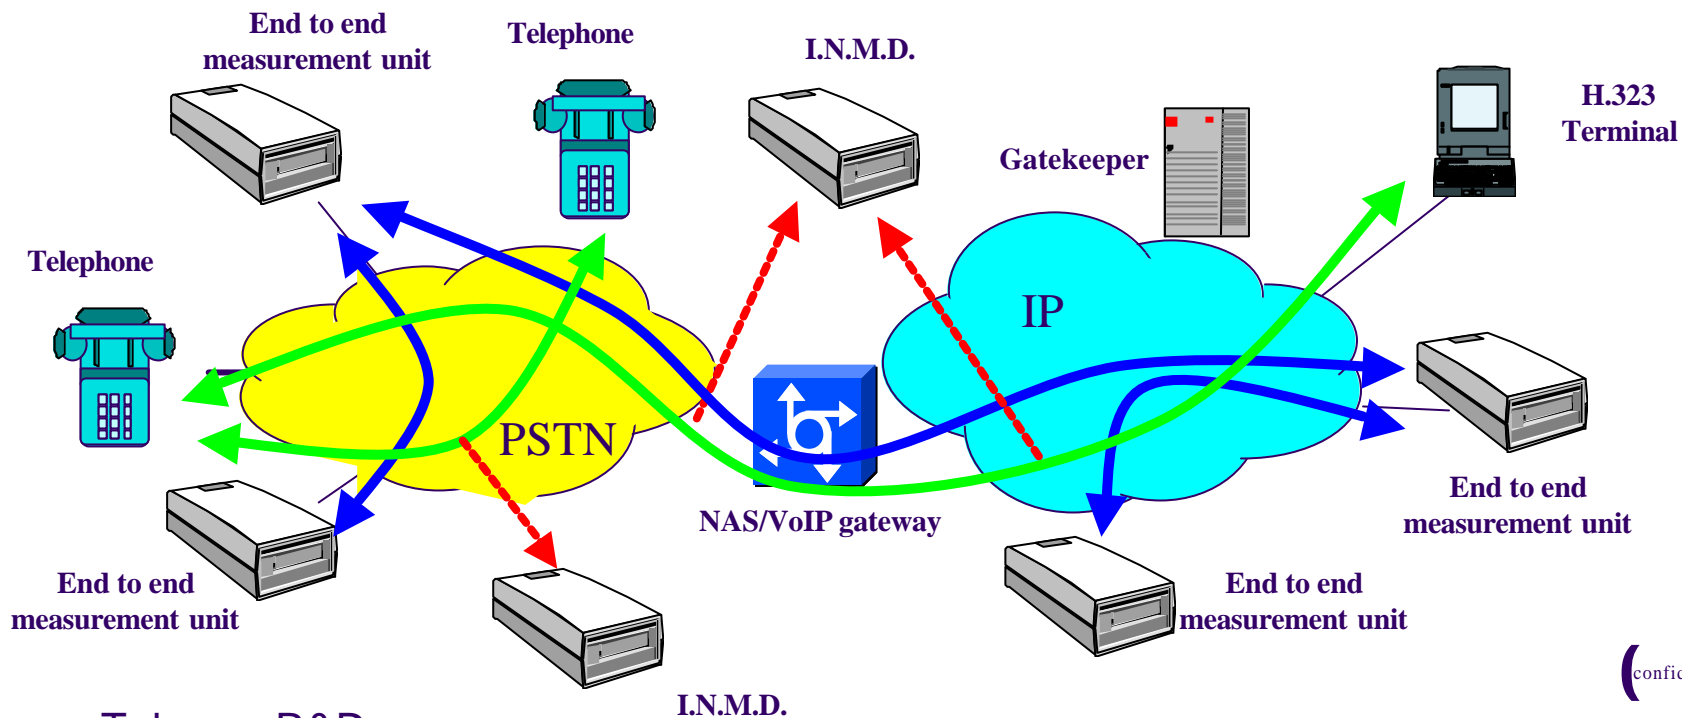 End to end
measurement unit
Telephone
I.N.M.D.
H.323
Terminal
Gatekeeper
Telephone
IP
PSTN
NAS/VoIP gateway
End to end
measurement unit
End to end
measurement unit
End to end
measurement unit
I.N.M.D.